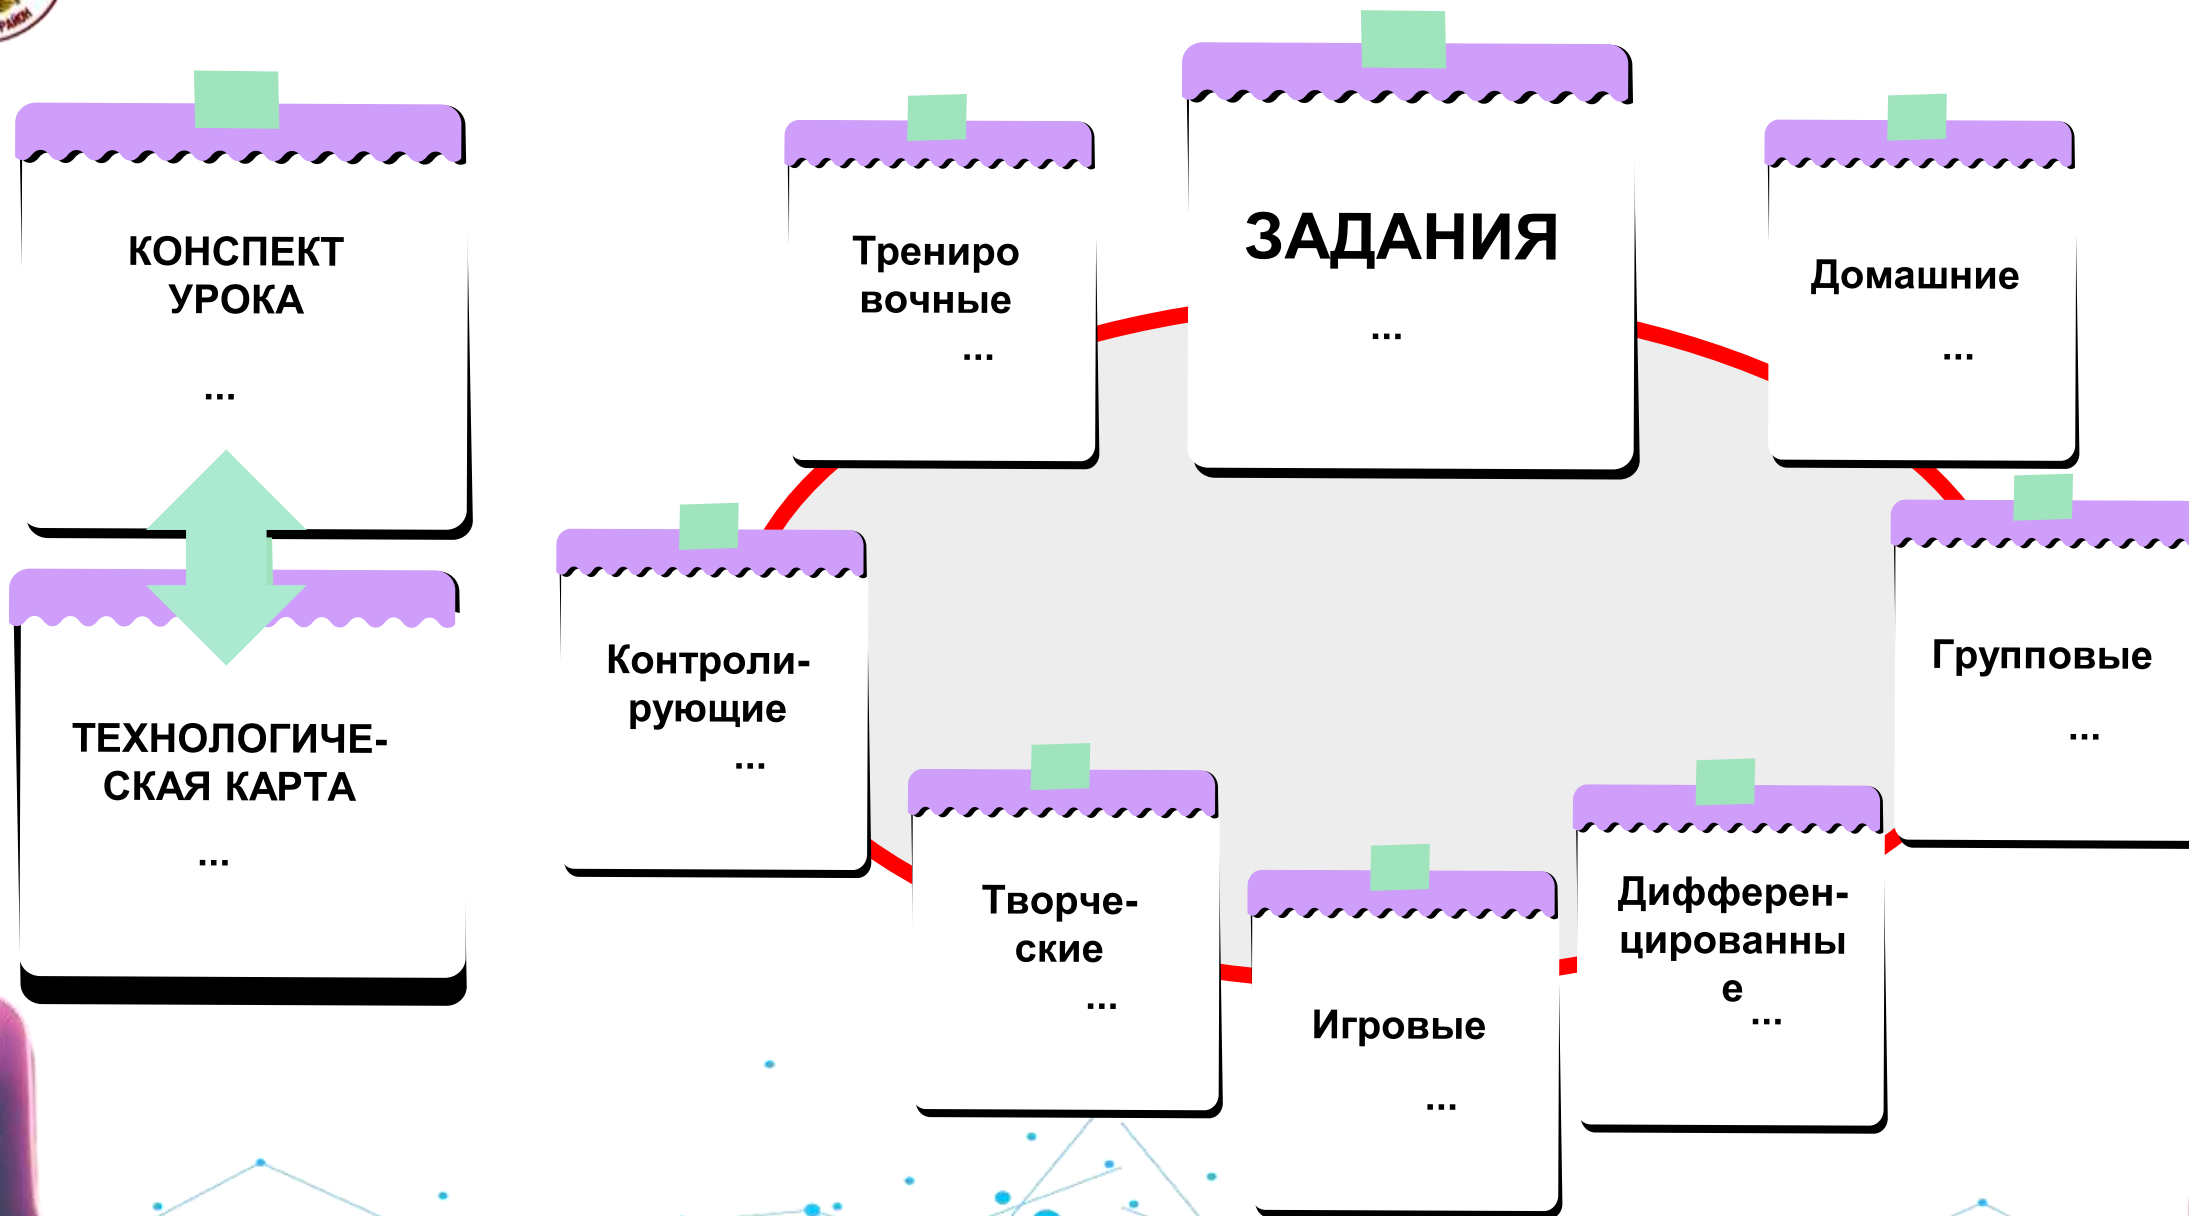 КОНСПЕКТ
УРОКА
...
ТЕХНОЛОГИЧЕ-
СКАЯ КАРТА
...
ЗАДАНИЯ
...
Трениро
вочные
...
Домашние
...
Контроли-
рующие
...
Групповые
...
Творче-
ские
...
Игровые
...
Дифферен-
цированны
е
...